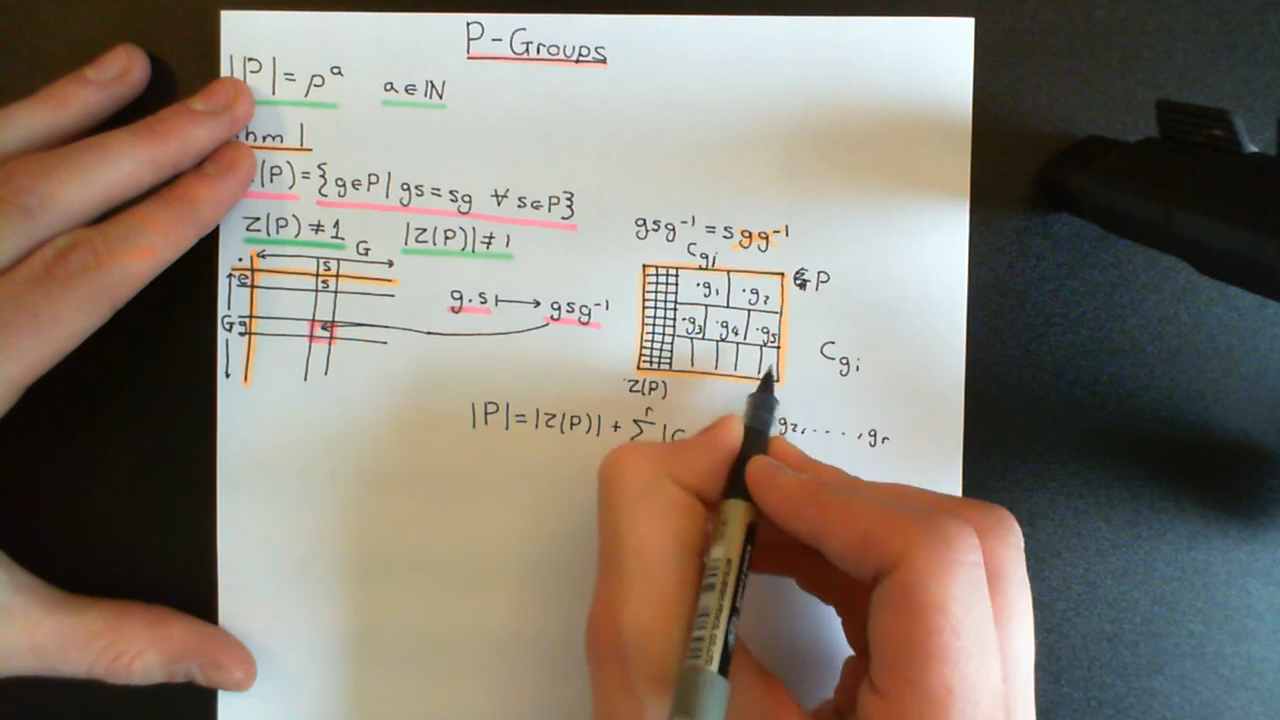 P-Groups
|P| = p^a a∈ℕ
hm 1
(P) = {g∈P | gs = sg ∀ s∈P}
Z(P) ≠ 1 |Z(P)| ≠ 1
G
· s
e s
G g
g.s ⟼ gsg⁻¹
gsg⁻¹ = sgg⁻¹
C_gi
P
·g₁ ·g₂
·g₃ ·g₄ ·g₅
C_gi
Z(P)
|P| = |Z(P)| + Σ^r |C
g₂, ...., g_r